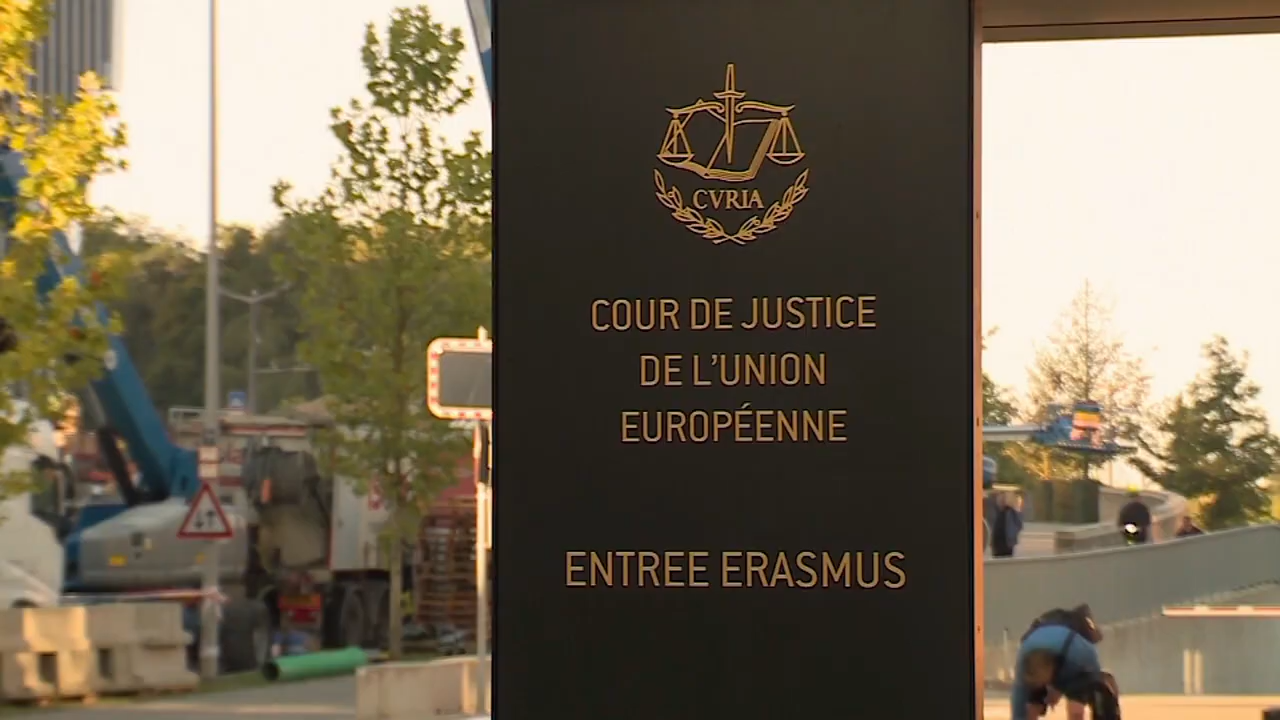 CVRIA
COUR DE JUSTICE
DE L'UNION
EUROPÉENNE
ENTREE ERASMUS